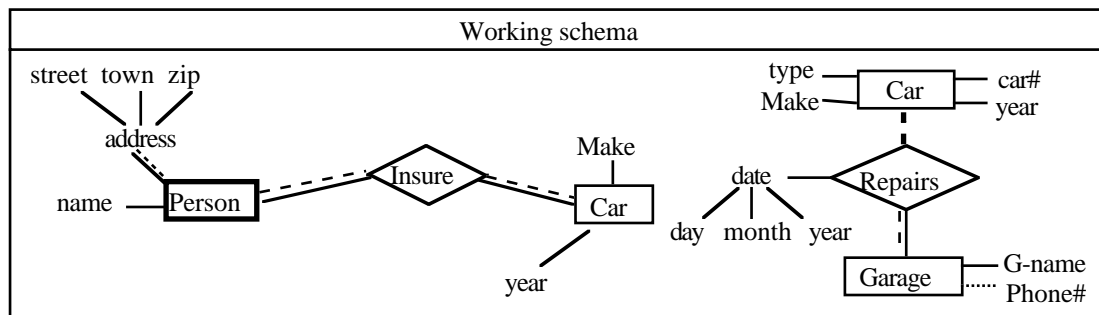 Working schema
street town zip
address
name
Person
Insure
Make
Car
year
type
Make
Car
car#
year
date
Repairs
day month year
Garage
G-name
Phone#